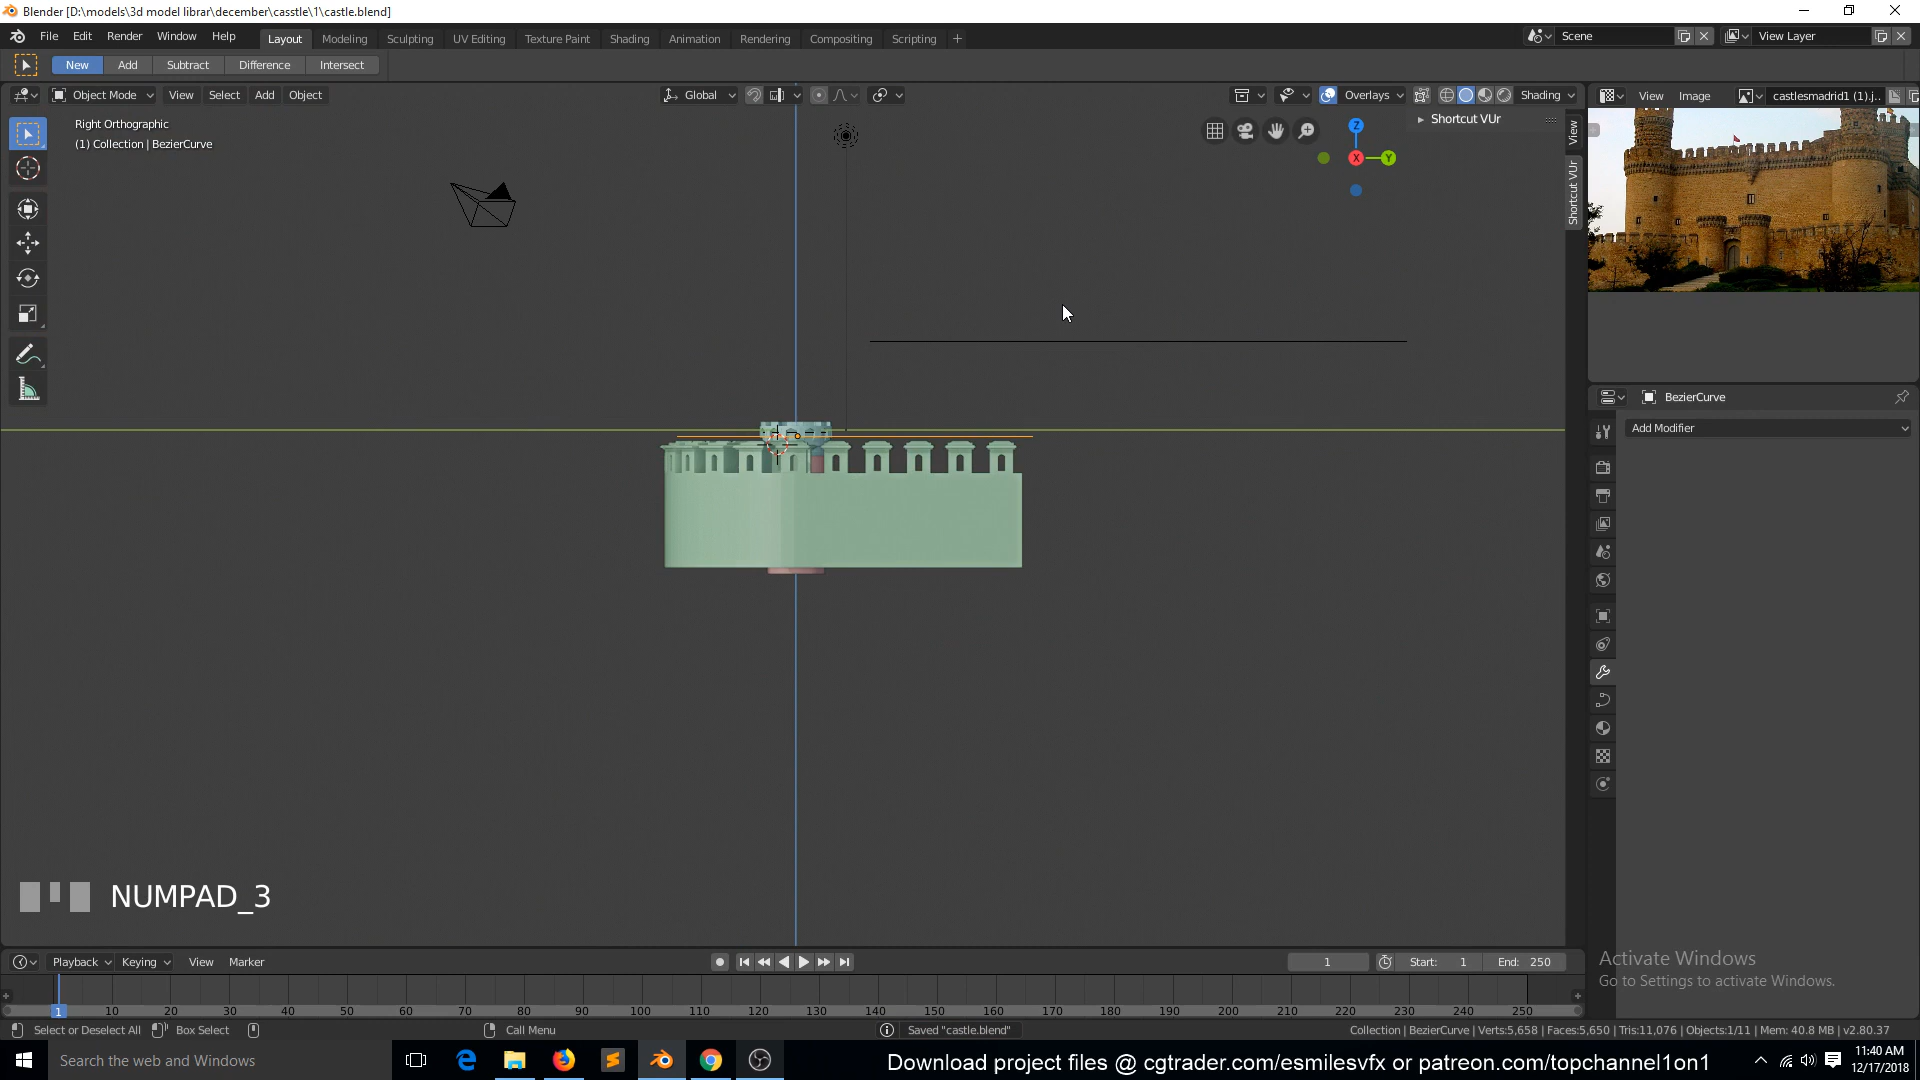 Blender [D:\models\3d model librar\december\casstle\1\castle.blend]
File Edit Render Window Help Layout Modeling Sculpting UV Editing Texture Paint Shading Animation Rendering Compositing Scripting + Scene View Layer
New Add Subtract Difference Intersect
Object Mode View Select Add Object Global Overlays Shading View Image castlesmadrid1 (1).j..
Right Orthographic
(1) Collection | BezierCurve
Shortcut VUr
View
Shortcut VUr
Z
X
Y
BezierCurve
Add Modifier
NUMPAD_3
Activate Windows
Go to Settings to activate Windows.
Playback Keying View Marker 1 Start: 1 End: 250
1 10 20 30 40 50 60 70 80 90 100 110 120 130 140 150 160 170 180 190 200 210 220 230 240 250
Select or Deselect All Box Select Call Menu Saved "castle.blend" Collection | BezierCurve | Verts:5,658 | Faces:5,650 | Tris:11,076 | Objects:1/11 | Mem: 40.8 MB | v2.80.37
Search the web and Windows
Download project files @ cgtrader.com/esmilesvfx or patreon.com/topchannel1on1
11:40 AM
12/17/2018